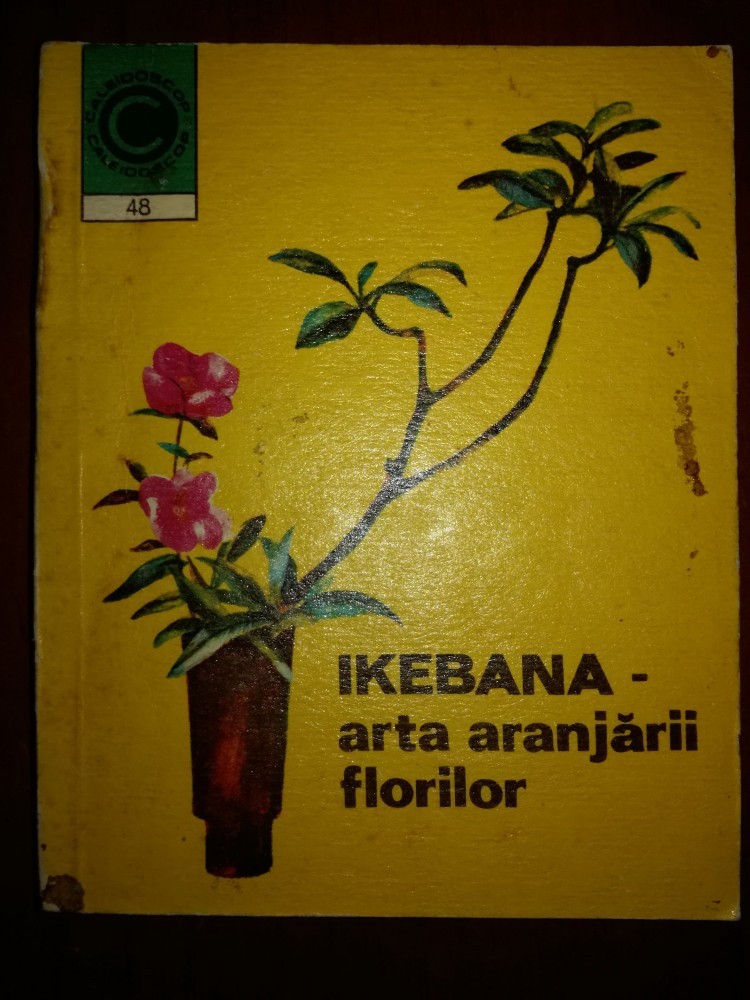 CALEIDOSCOP
C
CALEIDOSCOP
48
IKEBANA -
arta aranjării
florilor